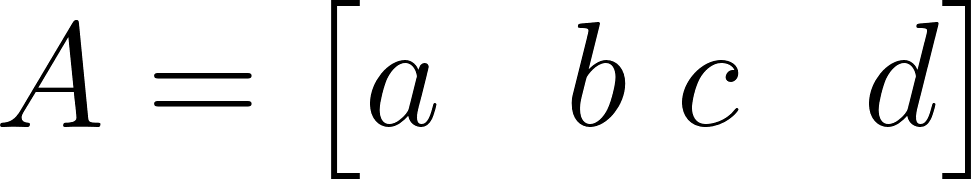 A = [a b c d]